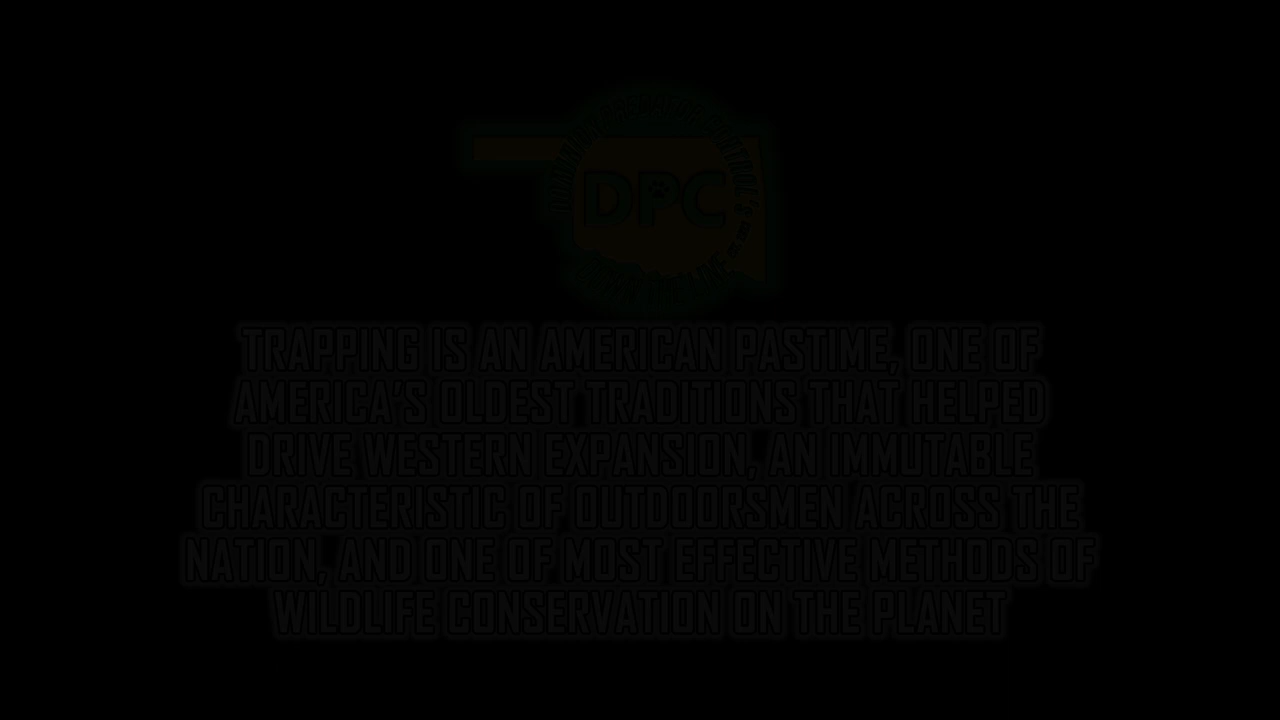 DPC
TRAPPING IS AN AMERICAN PASTIME, ONE OF
AMERICA'S OLDEST TRADITIONS THAT HELPED
DRIVE WESTERN EXPANSION, AN IMMUTABLE
CHARACTERISTIC OF OUTDOORSMEN ACROSS THE
NATION, AND ONE OF MOST EFFECTIVE METHODS OF
WILDLIFE CONSERVATION ON THE PLANET